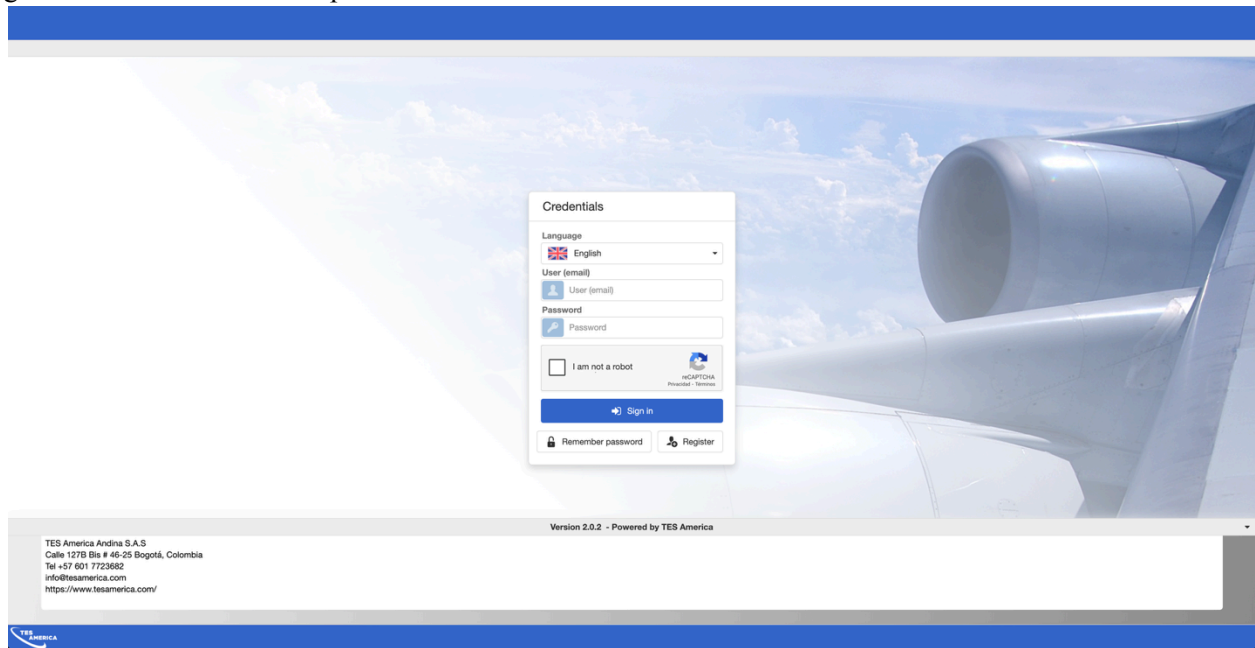 Credentials
Language
English
User (email)
User (email)
Password
Password
I am not a robot
reCAPTCHA
Privacidad - Términos
Sign in
Remember password
Register
Version 2.0.2 - Powered by TES America
TES America Andina S.A.S
Calle 127B Bis # 46-25 Bogotá, Colombia
Tel +57 601 7723682
info@tesamerica.com
https://www.tesamerica.com/
TES
AMERICA